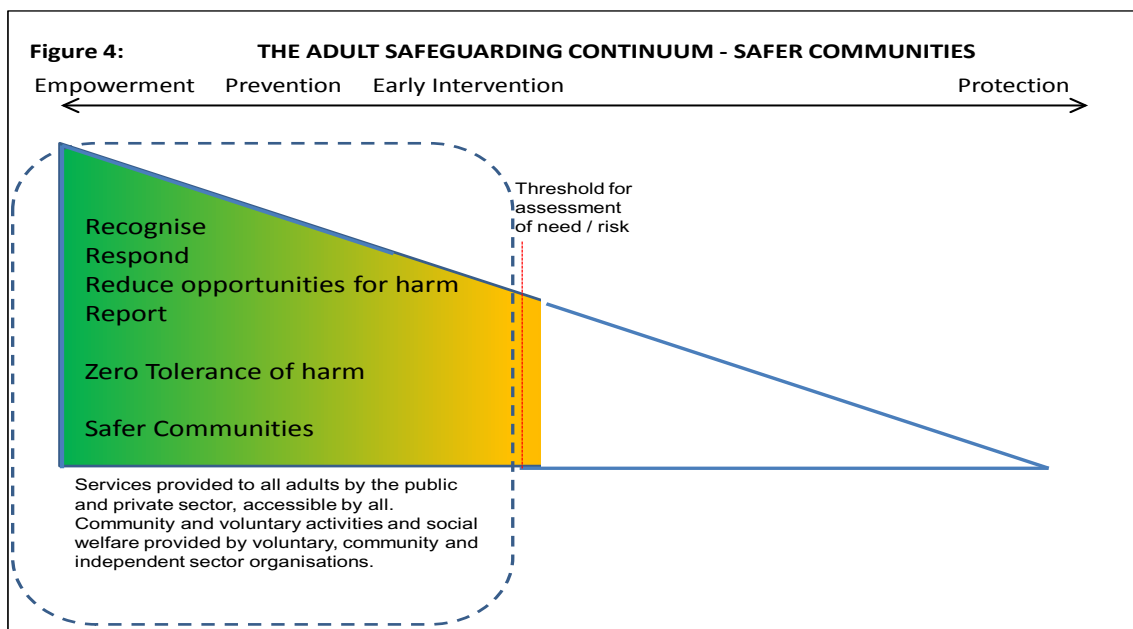 Figure 4: THE ADULT SAFEGUARDING CONTINUUM - SAFER COMMUNITIES
Empowerment Prevention Early Intervention Protection
Threshold for
assessment
of need / risk
Recognise
Respond
Reduce opportunities for harm
Report
Zero Tolerance of harm
Safer Communities
Services provided to all adults by the public
and private sector, accessible by all.
Community and voluntary activities and social
welfare provided by voluntary, community and
independent sector organisations.